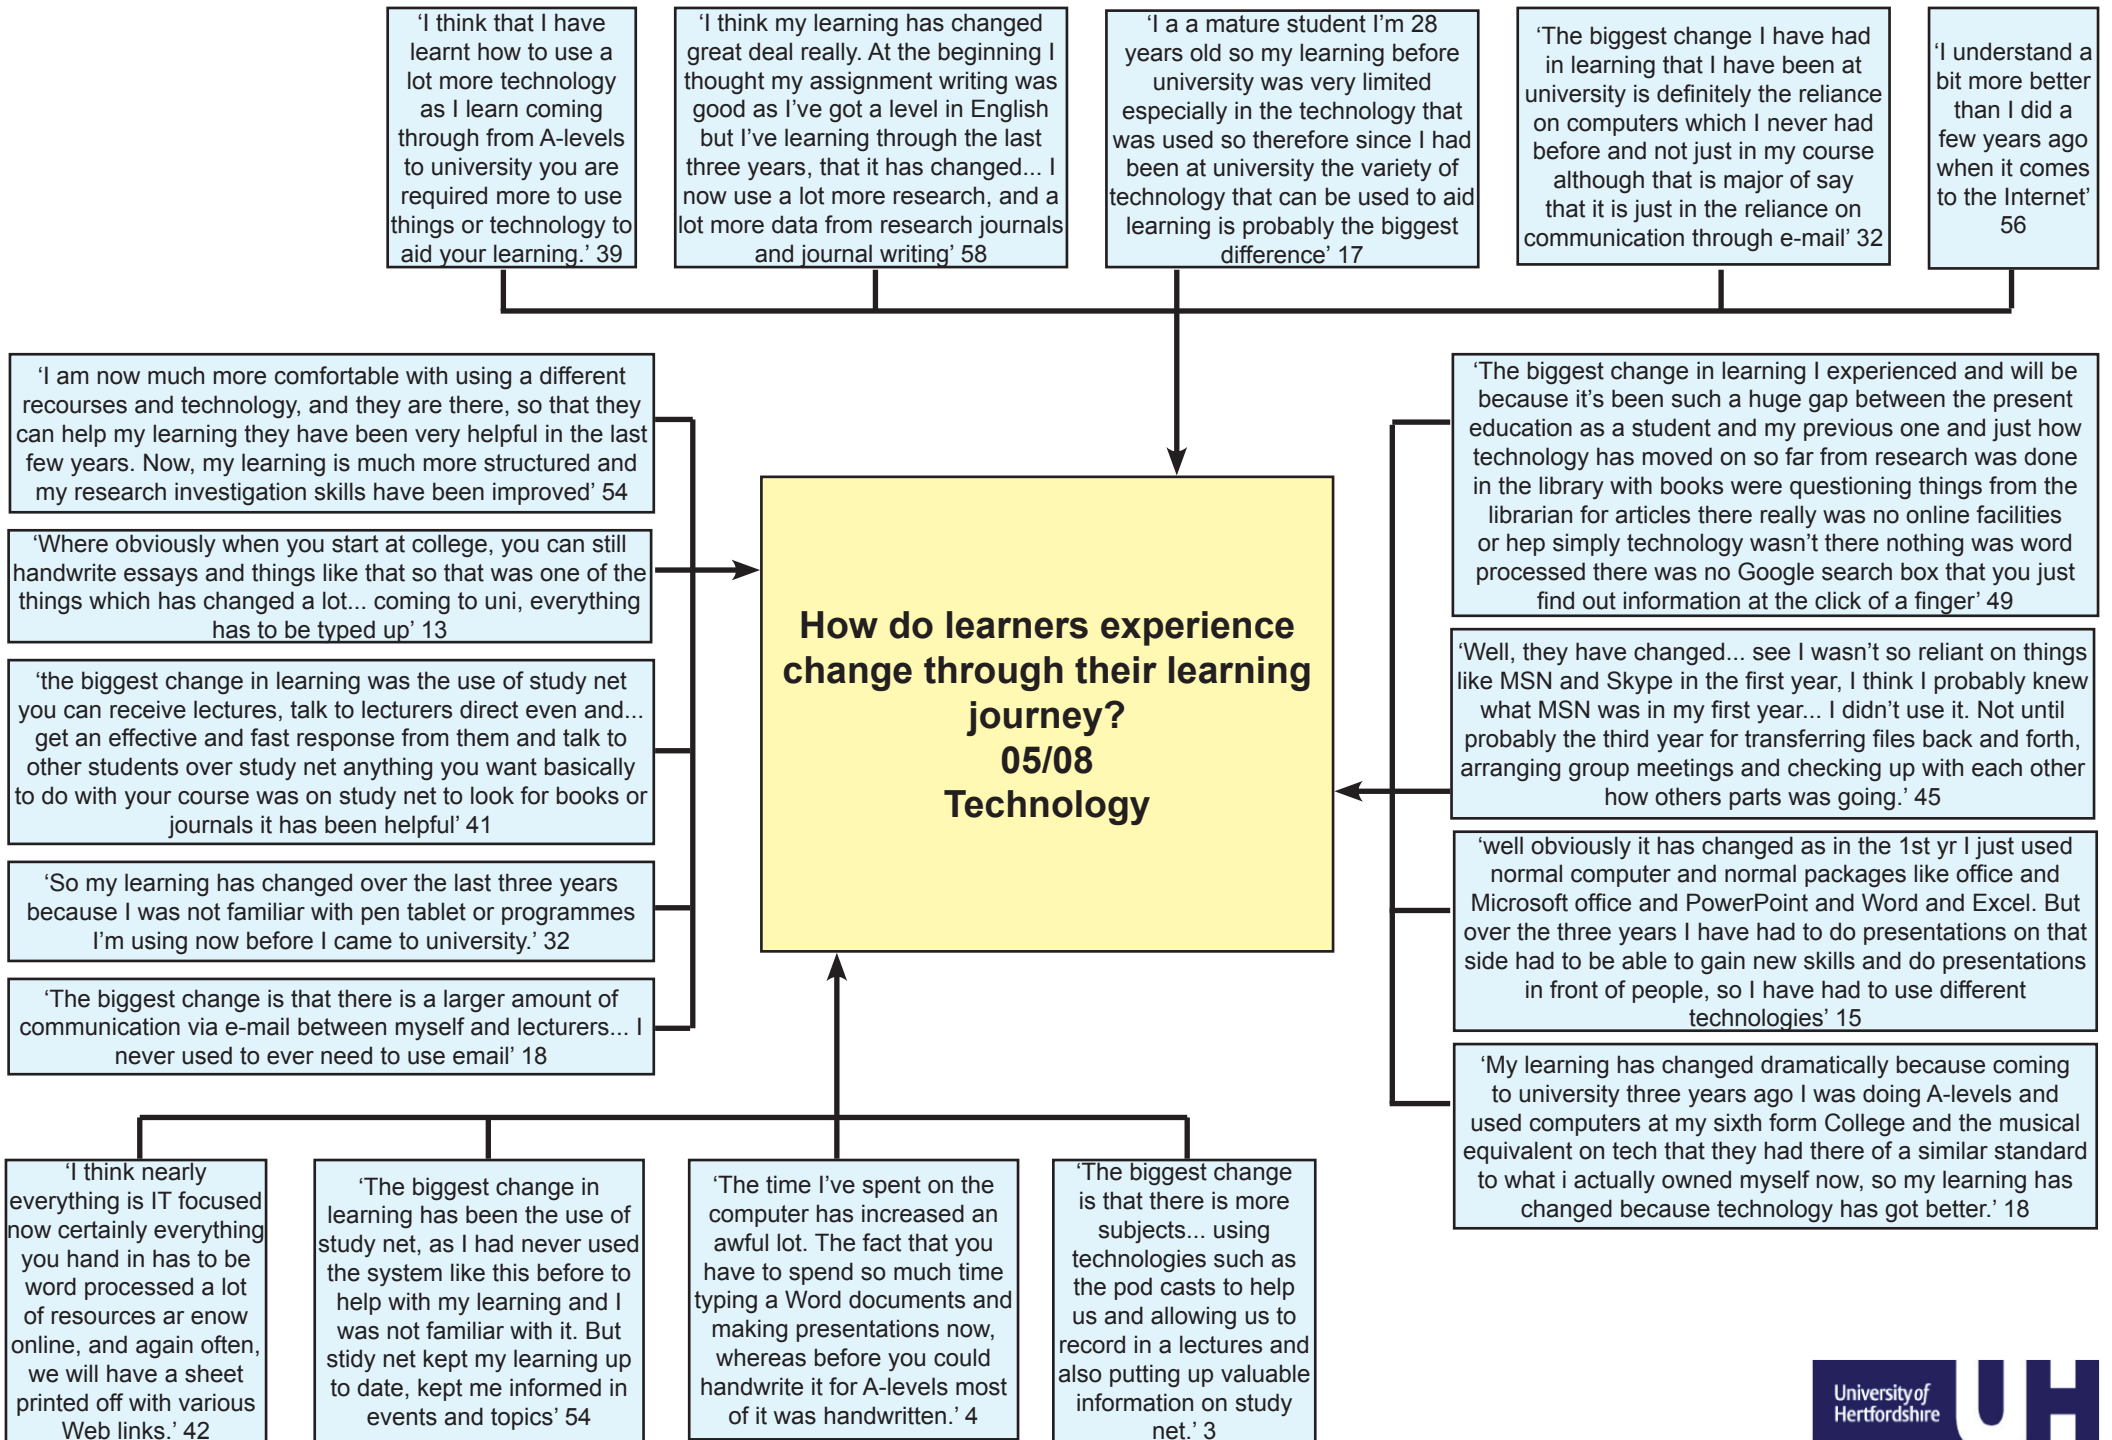 ‘I think that I have
learnt how to use a
lot more technology
as I learn coming
through from A-levels
to university you are
required more to use
things or technology to
aid your learning.’ 39
‘I think my learning has changed
great deal really. At the beginning I
thought my assignment writing was
good as I’ve got a level in English
but I’ve learning through the last
three years, that it has changed... I
now use a lot more research, and a
lot more data from research journals
and journal writing’ 58
‘I a a mature student I’m 28
years old so my learning before
university was very limited
especially in the technology that
was used so therefore since I had
been at university the variety of
technology that can be used to aid
learning is probably the biggest
difference’ 17
‘The biggest change I have had
in learning that I have been at
university is definitely the reliance
on computers which I never had
before and not just in my course
although that is major of say
that it is just in the reliance on
communication through e-mail’ 32
‘I understand a
bit more better
than I did a
few years ago
when it comes
to the Internet’
56
‘I am now much more comfortable with using a different
recourses and technology, and they are there, so that they
can help my learning they have been very helpful in the last
few years. Now, my learning is much more structured and
my research investigation skills have been improved’ 54
‘Where obviously when you start at college, you can still
handwrite essays and things like that so that was one of the
things which has changed a lot... coming to uni, everything
has to be typed up’ 13
‘the biggest change in learning was the use of study net
you can receive lectures, talk to lecturers direct even and...
get an effective and fast response from them and talk to
other students over study net anything you want basically
to do with your course was on study net to look for books or
journals it has been helpful’ 41
‘So my learning has changed over the last three years
because I was not familiar with pen tablet or programmes
I’m using now before I came to university.’ 32
‘The biggest change is that there is a larger amount of
communication via e-mail between myself and lecturers... I
never used to ever need to use email’ 18
How do learners experience
change through their learning
journey?
05/08
Technology
‘The biggest change in learning I experienced and will be
because it’s been such a huge gap between the present
education as a student and my previous one and just how
technology has moved on so far from research was done
in the library with books were questioning things from the
librarian for articles there really was no online facilities
or hep simply technology wasn’t there nothing was word
processed there was no Google search box that you just
find out information at the click of a finger’ 49
‘Well, they have changed... see I wasn’t so reliant on things
like MSN and Skype in the first year, I think I probably knew
what MSN was in my first year... I didn’t use it. Not until
probably the third year for transferring files back and forth,
arranging group meetings and checking up with each other
how others parts was going.’ 45
‘well obviously it has changed as in the 1st yr I just used
normal computer and normal packages like office and
Microsoft office and PowerPoint and Word and Excel. But
over the three years I have had to do presentations on that
side had to be able to gain new skills and do presentations
in front of people, so I have had to use different
technologies’ 15
‘My learning has changed dramatically because coming
to university three years ago I was doing A-levels and
used computers at my sixth form College and the musical
equivalent on tech that they had there of a similar standard
to what i actually owned myself now, so my learning has
changed because technology has got better.’ 18
‘I think nearly
everything is IT focused
now certainly everything
you hand in has to be
word processed a lot
of resources ar enow
online, and again often,
we will have a sheet
printed off with various
Web links.’ 42
‘The biggest change in
learning has been the use of
study net, as I had never used
the system like this before to
help with my learning and I
was not familiar with it. But
stidy net kept my learning up
to date, kept me informed in
events and topics’ 54
‘The time I’ve spent on the
computer has increased an
awful lot. The fact that you
have to spend so much time
typing a Word documents and
making presentations now,
whereas before you could
handwrite it for A-levels most
of it was handwritten.’ 4
‘The biggest change
is that there is more
subjects... using
technologies such as
the pod casts to help
us and allowing us to
record in a lectures and
also putting up valuable
information on study
net.’ 3
University of
Hertfordshire
UH